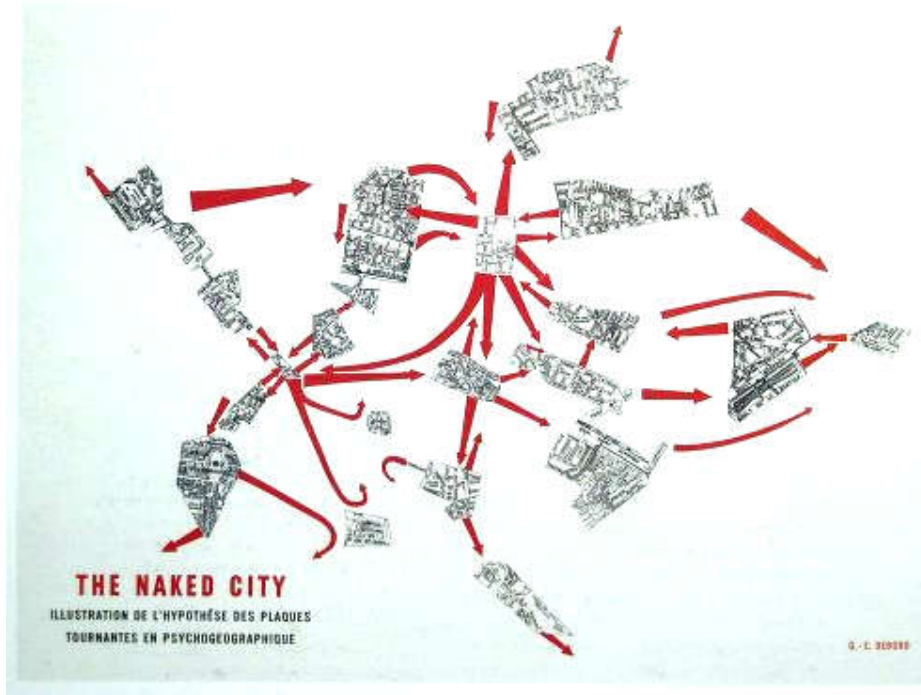 THE NAKED CITY
ILLUSTRATION DE L'HYPOTHÈSE DES PLAQUES
TOURNANTES EN PSYCHOGEOGRAPHIQUE
G.-E. DEBORD